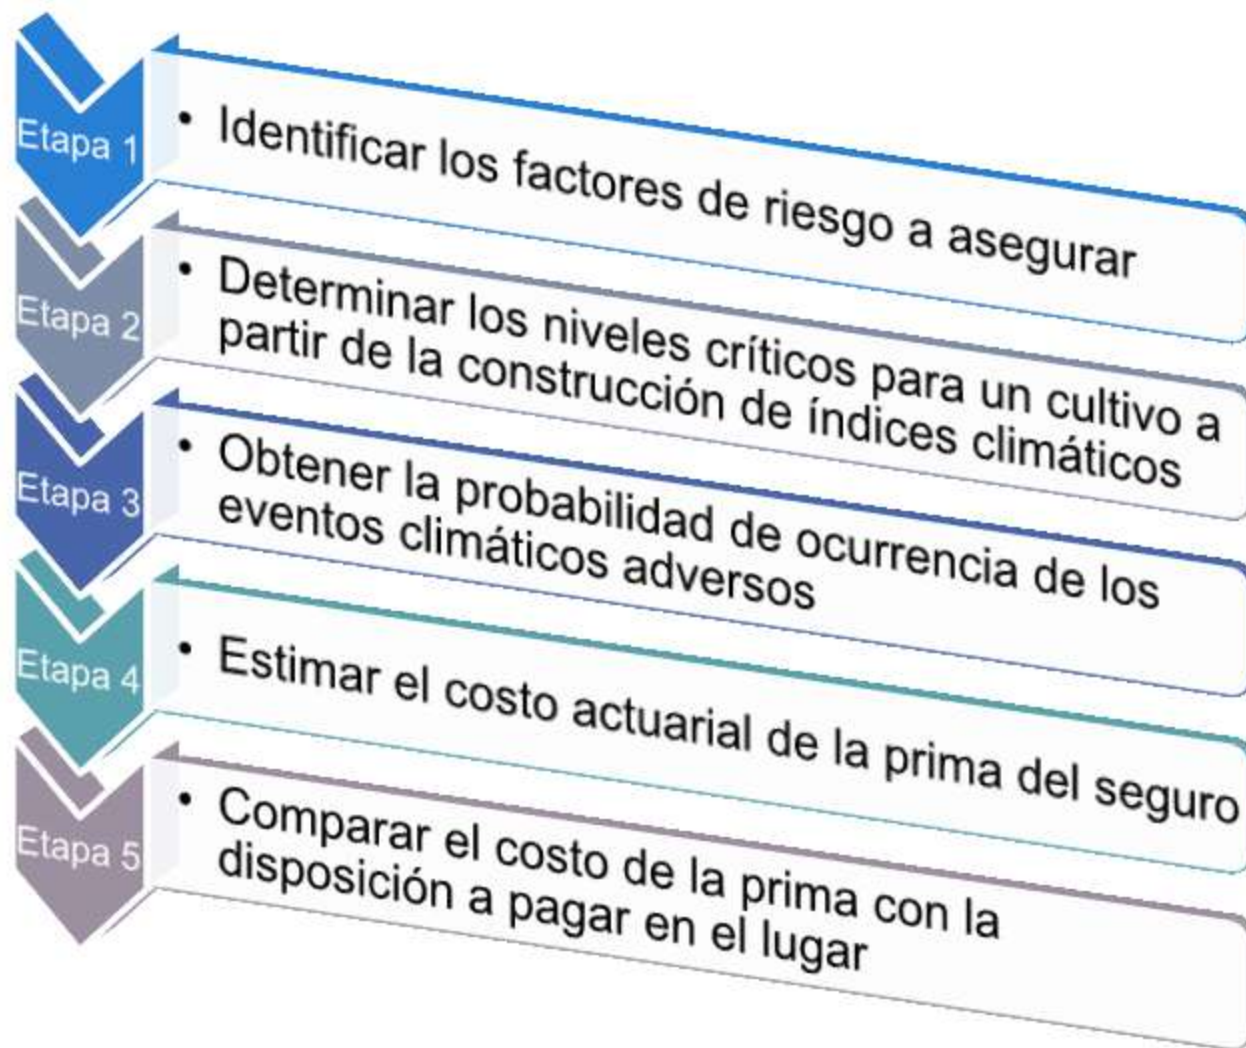 Etapa 1
• Identificar los factores de riesgo a asegurar
Etapa 2
• Determinar los niveles críticos para un cultivo a
partir de la construcción de índices climáticos
Etapa 3
• Obtener la probabilidad de ocurrencia de los
eventos climáticos adversos
Etapa 4
• Estimar el costo actuarial de la prima del seguro
Etapa 5
• Comparar el costo de la prima con la
disposición a pagar en el lugar